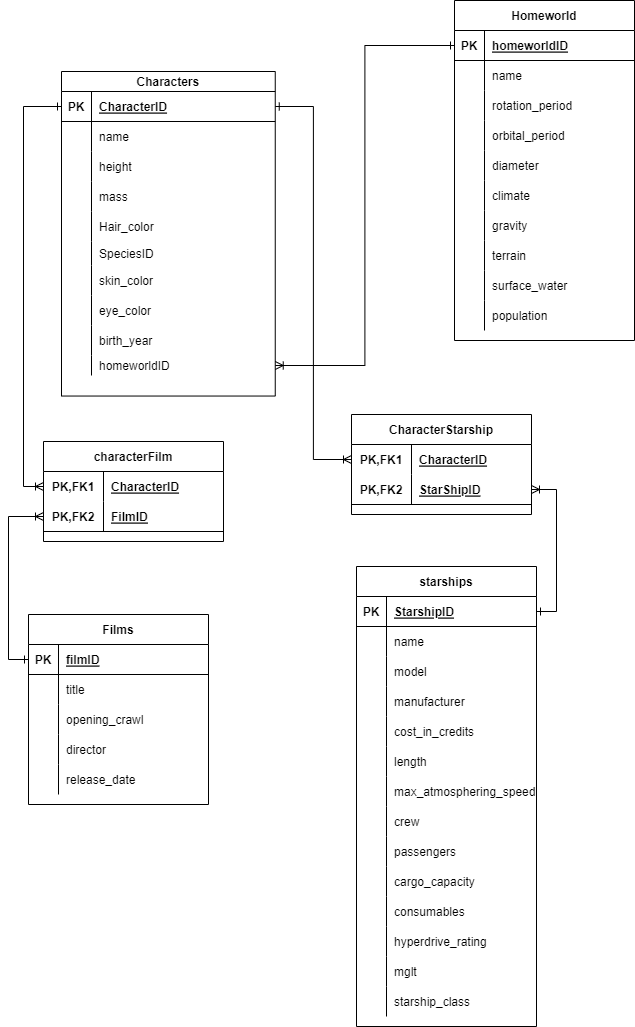 Homeworld
PK homeworldID
name
rotation_period
orbital_period
diameter
climate
gravity
terrain
surface_water
population
Characters
PK CharacterID
name
height
mass
Hair_color
SpeciesID
skin_color
eye_color
birth_year
homeworldID
CharacterStarship
PK,FK1 CharacterID
PK,FK2 StarShipID
characterFilm
PK,FK1 CharacterID
PK,FK2 FilmID
starships
PK StarshipID
name
model
manufacturer
cost_in_credits
length
max_atmosphering_speed
crew
passengers
cargo_capacity
consumables
hyperdrive_rating
mglt
starship_class
Films
PK filmID
title
opening_crawl
director
release_date